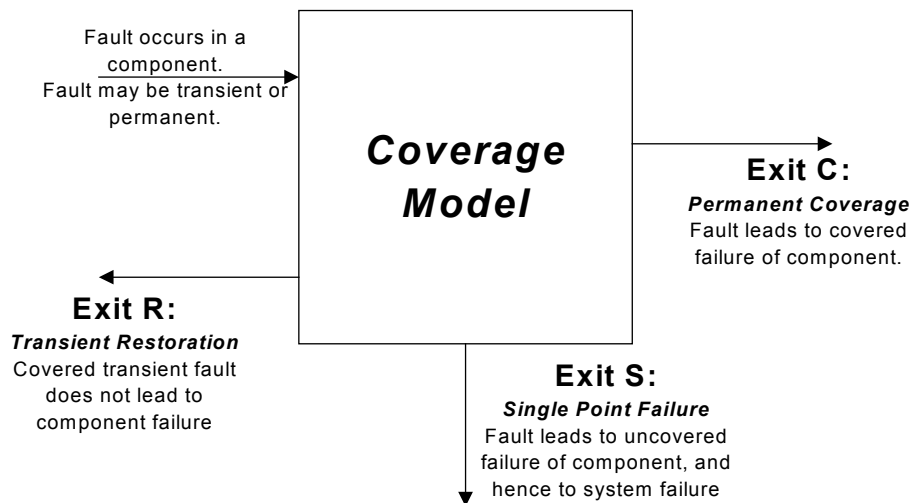 Fault occurs in a
component.
Fault may be transient or
permanent.
Coverage
Model
Exit C:
Permanent Coverage
Fault leads to covered
failure of component.
Exit R:
Transient Restoration
Covered transient fault
does not lead to
component failure
Exit S:
Single Point Failure
Fault leads to uncovered
failure of component, and
hence to system failure